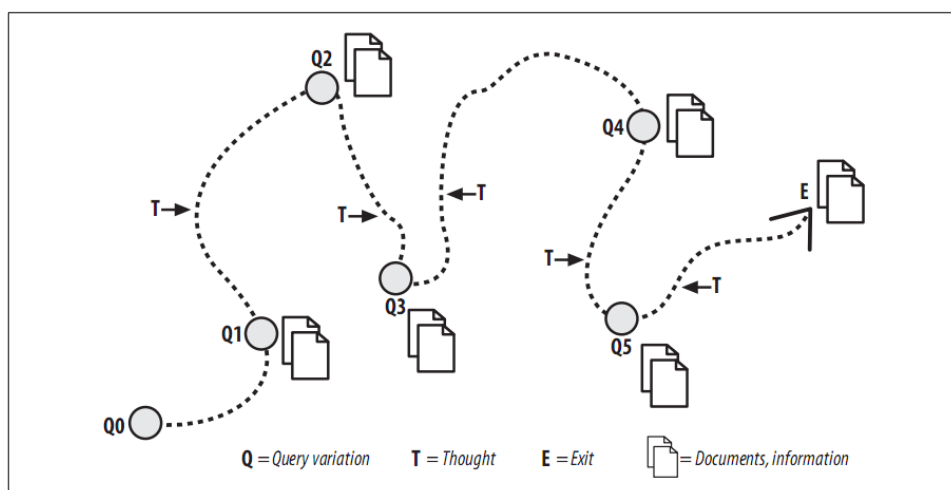 Q2
Q4
T
T
T
E
Q3
T
T
Q1
Q5
Q0
Q = Query variation T = Thought E = Exit = Documents, information